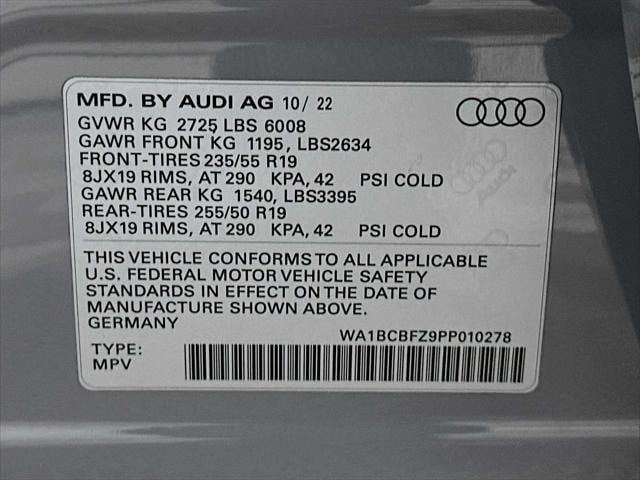 MFD. BY AUDI AG 10/ 22
GVWR KG 2725 LBS 6008
GAWR FRONT KG 1195, LBS2634
FRONT-TIRES 235/55 R19
8JX19 RIMS, AT 290 KPA, 42 PSI COLD
GAWR REAR KG 1540, LBS3395
REAR-TIRES 255/50 R19
8JX19 RIMS, AT 290 KPA, 42 PSI COLD
Audi
THIS VEHICLE CONFORMS TO ALL APPLICABLE
U.S. FEDERAL MOTOR VEHICLE SAFETY
STANDARDS IN EFFECT ON THE DATE OF
MANUFACTURE SHOWN ABOVE.
GERMANY
WA1BCBFZ9PP010278
TYPE:
MPV